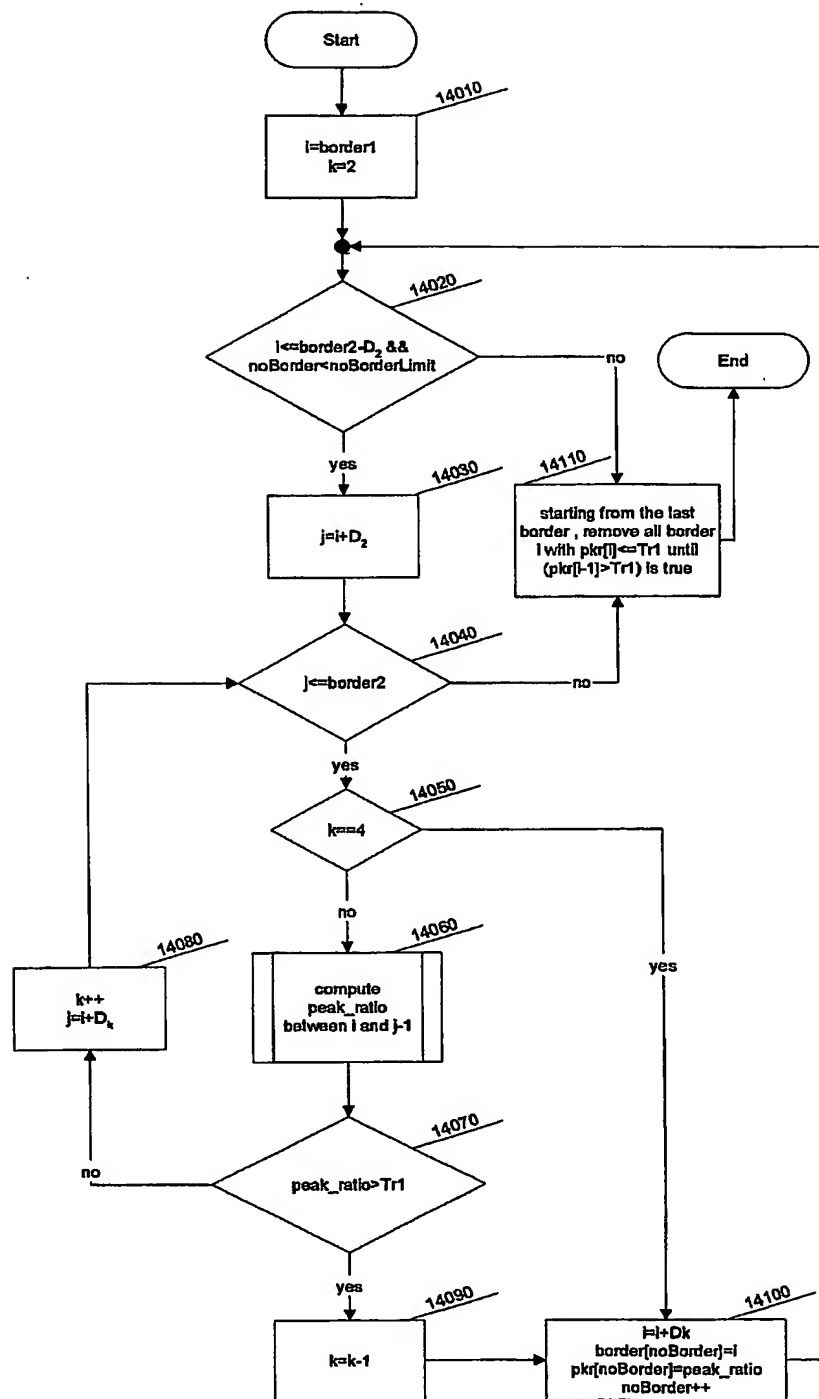 Start
14010
i=border1
k=2
14020
i<=border2-D₂ &&
noBorder<noBorderLimit
no
End
yes
14030
j=i+D₂
14110
starting from the last
border , remove all border
i with pkr[i]<=Tr1 until
(pkr[i-1]>Tr1) is true
14040
j<=border2
no
yes
14050
k==4
no
yes
14060
compute
peak_ratio
between i and j-1
14080
k++
j=i+Dₖ
14070
peak_ratio>Tr1
no
yes
14090
k=k-1
14100
i=i+Dk
border[noBorder]=i
pkr[noBorder]=peak_ratio
noBorder++